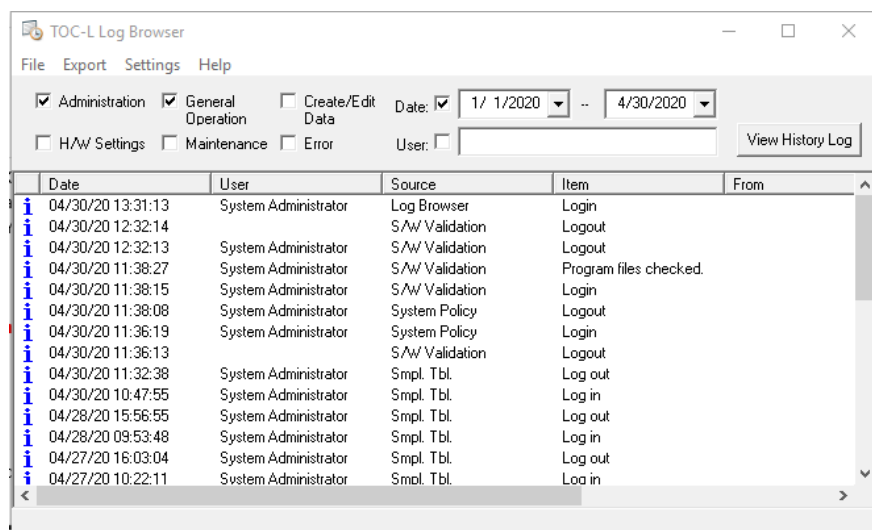 TOC-L Log Browser
File Export Settings Help
Administration General Operation Create/Edit Data Date: 1/ 1/2020 -- 4/30/2020
H/W Settings Maintenance Error User: View History Log
Date User Source Item From
04/30/20 13:31:13 System Administrator Log Browser Login
04/30/20 12:32:14 S/W Validation Logout
04/30/20 12:32:13 System Administrator S/W Validation Logout
04/30/20 11:38:27 System Administrator S/W Validation Program files checked.
04/30/20 11:38:15 System Administrator S/W Validation Login
04/30/20 11:38:08 System Administrator System Policy Logout
04/30/20 11:36:19 System Administrator System Policy Login
04/30/20 11:36:13 S/W Validation Logout
04/30/20 11:32:38 System Administrator Smpl. Tbl. Log out
04/30/20 10:47:55 System Administrator Smpl. Tbl. Log in
04/28/20 15:56:55 System Administrator Smpl. Tbl. Log out
04/28/20 09:53:48 System Administrator Smpl. Tbl. Log in
04/27/20 16:03:04 System Administrator Smpl. Tbl. Log out
04/27/20 10:22:11 System Administrator Smpl. Tbl. Log in